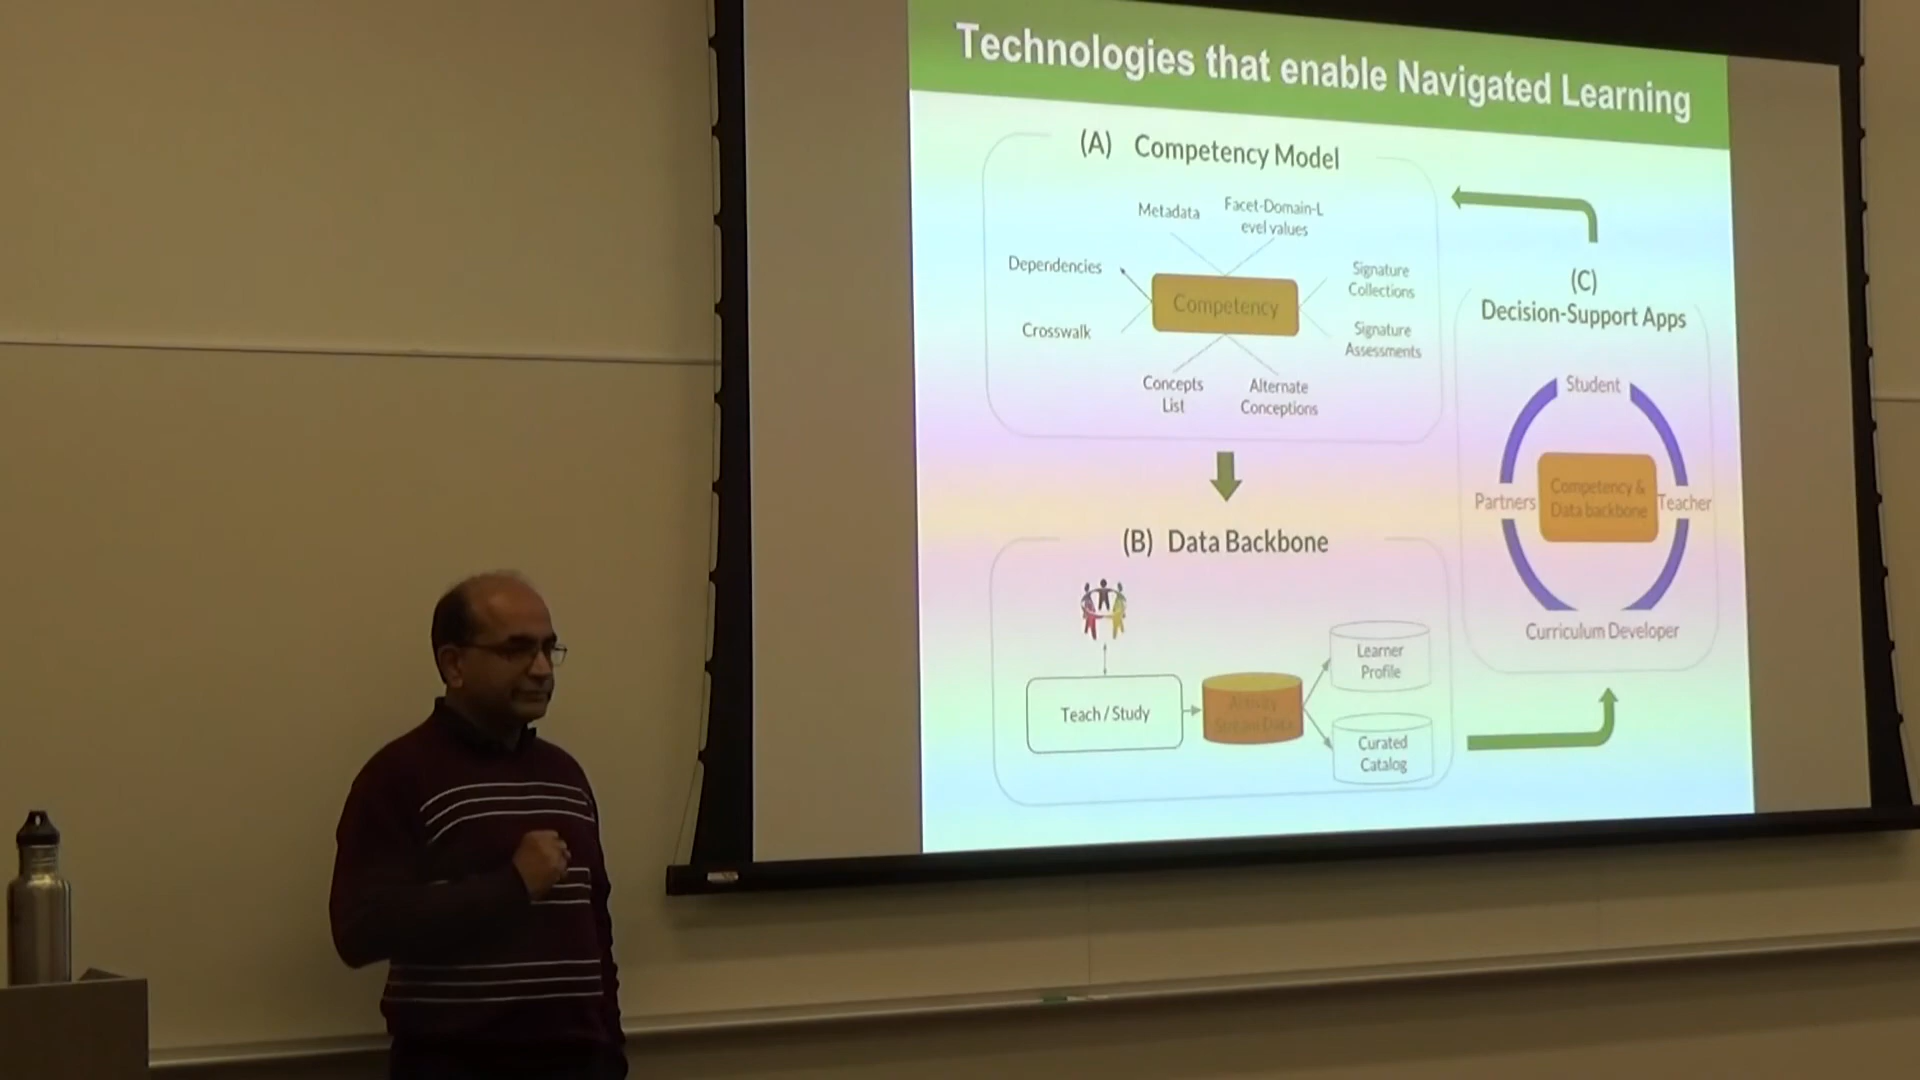 Technologies that enable Navigated Learning
(A) Competency Model
Metadata
Facet-Domain-L
evel values
Dependencies
Signature
Collections
Competency
Crosswalk
Signature
Assessments
Concepts
List
Alternate
Conceptions
(B) Data Backbone
Teach / Study
Activity
Learner
Profile
Curated
Catalog
(C)
Decision-Support Apps
Student
Partners
Competency &
Data backbone
Teacher
Curriculum Developer